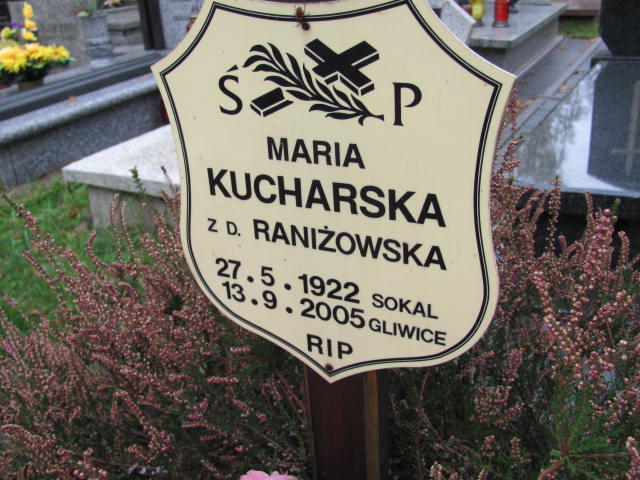 Ś P
MARIA
KUCHARSKA
Z D. RANIŻOWSKA
27.5.1922 SOKAL
13.9.2005 GLIWICE
RIP